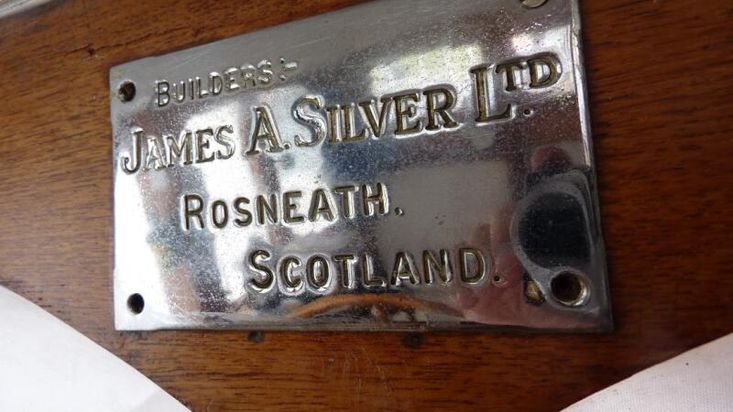 BUILDERS:-
JAMES A. SILVER LTD.
ROSNEATH.
SCOTLAND.